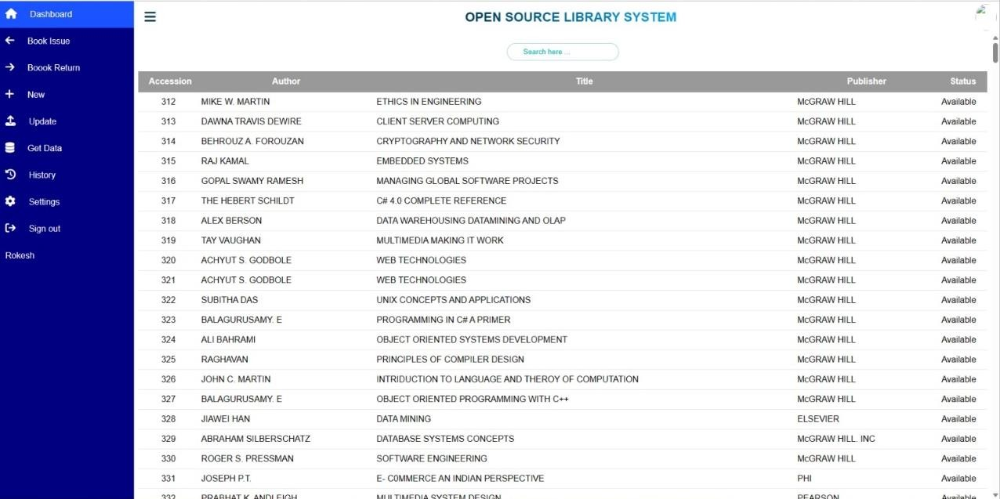 Dashboard
OPEN SOURCE LIBRARY SYSTEM
Book Issue
Boook Return
New
Update
Get Data
History
Settings
Sign out
Rokesh
Search here ...
Accession Author Title Publisher Status
312 MIKE W. MARTIN ETHICS IN ENGINEERING McGRAW HILL Available
313 DAWNA TRAVIS DEWIRE CLIENT SERVER COMPUTING McGRAW HILL Available
314 BEHROUZ A. FOROUZAN CRYPTOGRAPHY AND NETWORK SECURITY McGRAW HILL Available
315 RAJ KAMAL EMBEDDED SYSTEMS McGRAW HILL Available
316 GOPAL SWAMY RAMESH MANAGING GLOBAL SOFTWARE PROJECTS McGRAW HILL Available
317 THE HEBERT SCHILDT C# 4.0 COMPLETE REFERENCE McGRAW HILL Available
318 ALEX BERSON DATA WAREHOUSING DATAMINING AND OLAP McGRAW HILL Available
319 TAY VAUGHAN MULTIMEDIA MAKING IT WORK McGRAW HILL Available
320 ACHYUT S. GODBOLE WEB TECHNOLOGIES McGRAW HILL Available
321 ACHYUT S. GODBOLE WEB TECHNOLOGIES McGRAW HILL Available
322 SUBITHA DAS UNIX CONCEPTS AND APPLICATIONS McGRAW HILL Available
323 BALAGURUSAMY. E PROGRAMMING IN C# A PRIMER McGRAW HILL Available
324 ALI BAHRAMI OBJECT ORIENTED SYSTEMS DEVELOPMENT McGRAW HILL Available
325 RAGHAVAN PRINCIPLES OF COMPILER DESIGN McGRAW HILL Available
326 JOHN C. MARTIN INTRIDUCTION TO LANGUAGE AND THEROY OF COMPUTATION McGRAW HILL Available
327 BALAGURUSAMY. E OBJECT ORIENTED PROGRAMMING WITH C++ McGRAW HILL Available
328 JIAWEI HAN DATA MINING ELSEVIER Available
329 ABRAHAM SILBERSCHATZ DATABASE SYSTEMS CONCEPTS McGRAW HILL. INC Available
330 ROGER S. PRESSMAN SOFTWARE ENGINEERING McGRAW HILL Available
331 JOSEPH P.T. E- C0MMERCE AN INDIAN PERSPECTIVE PHI Available
332 PRABHAT K. ANDLEIGH MULTIMEDIA SYSTEM DESIGN PEARSON Available